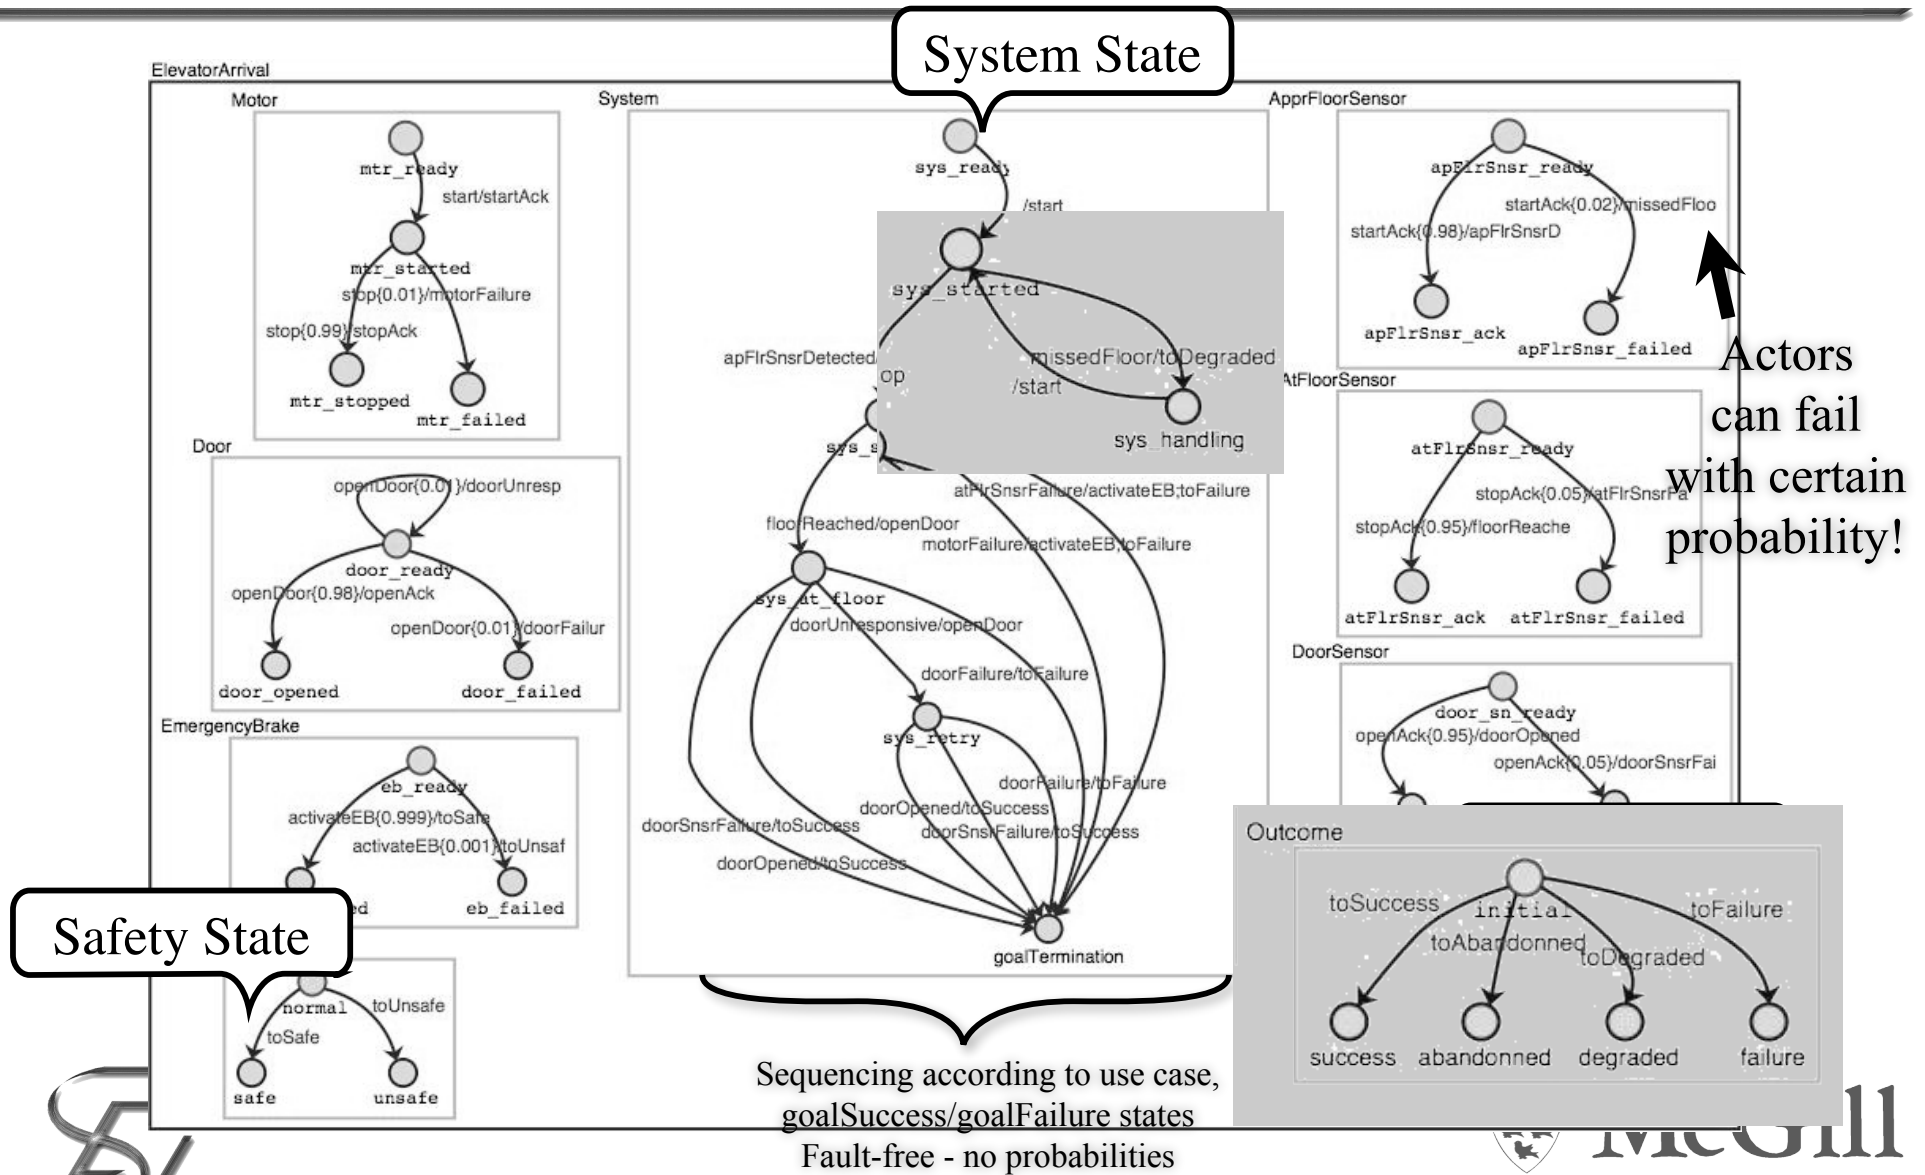 System State
ElevatorArrival
Motor
mtr_ready
start/startAck
mtr_started
stop{0.01}/motorFailure
stop{0.99}/stopAck
mtr_stopped
mtr_failed
Door
openDoor{0.01}/doorUnresp
door_ready
openDoor{0.98}/openAck
openDoor{0.01}/doorFailur
door_opened
door_failed
EmergencyBrake
eb_ready
activateEB{0.999}/toSafe
activateEB{0.001}/toUnsaf
ed
eb_failed
Safety State
normal
toUnsafe
toSafe
safe
unsafe
System
sys_ready
/start
sys_started
apFlrSnsrDetected/
op
missedFloor/toDegraded
/start
sys_handling
sys_s
atFlrSnsrFailure/activateEB;toFailure
floorReached/openDoor
motorFailure/activateEB;toFailure
sys_at_floor
doorUnresponsive/openDoor
doorFailure/toFailure
sys_retry
doorFailure/toFailure
doorOpened/toSuccess
doorSnsrFailure/toSuccess
doorSnsrFailure/toSuccess
doorOpened/toSuccess
goalTermination
Sequencing according to use case,
goalSuccess/goalFailure states
Fault-free - no probabilities
ApprFloorSensor
apFlrSnsr_ready
startAck{0.02}/missedFloo
startAck{0.98}/apFlrSnsrD
apFlrSnsr_ack
apFlrSnsr_failed
Actors
can fail
with certain
probability!
AtFloorSensor
atFlrSnsr_ready
stopAck{0.05}/atFlrSnsrFa
stopAck{0.95}/floorReache
atFlrSnsr_ack
atFlrSnsr_failed
DoorSensor
door_sn_ready
openAck{0.95}/doorOpened
openAck{0.05}/doorSnsrFai
Outcome
toSuccess
initial
toFailure
toAbandonned
toDegraded
success
abandonned
degraded
failure
McGill